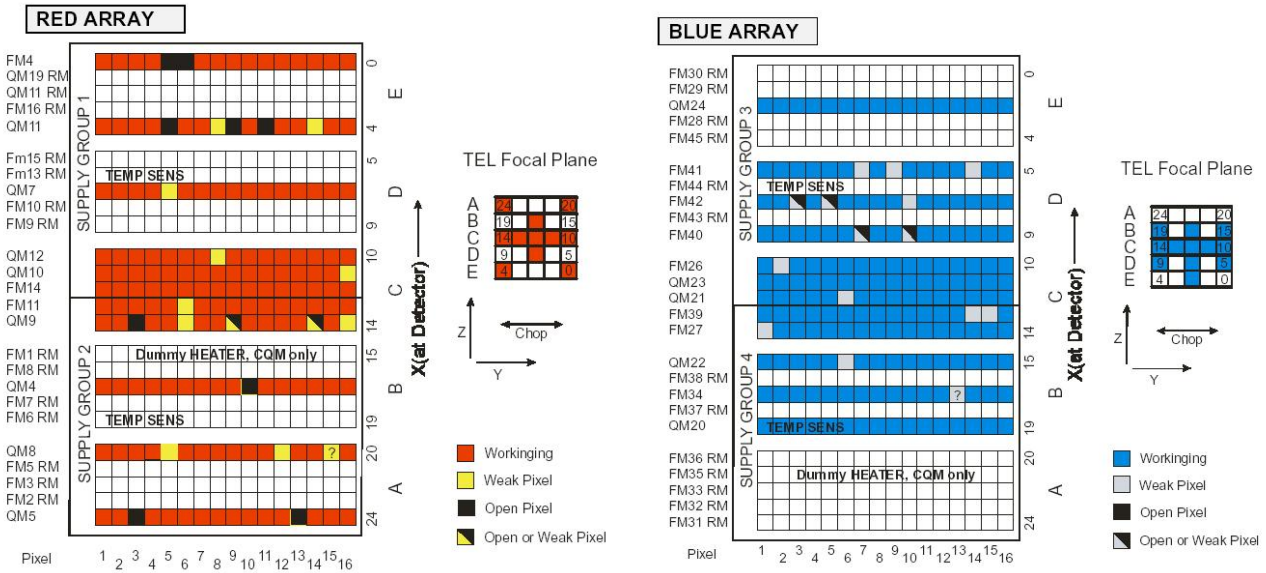 RED ARRAY
FM4
QM19 RM
QM11 RM
FM16 RM
QM11
Fm15 RM
Fm13 RM
QM7
FM10 RM
FM9 RM
QM12
QM10
FM14
FM11
QM9
FM1 RM
FM8 RM
QM4
FM7 RM
FM6 RM
QM8
FM5 RM
FM3 RM
FM2 RM
QM5
SUPPLY GROUP 1
SUPPLY GROUP 2
TEMP SENS
Dummy HEATER, CQM only
TEMP SENS
?
0
4
5
9
10
14
15
19
20
24
E
D
C
B
A
Pixel 1 2 3 4 5 6 7 8 9 10 11 12 13 14 15 16
X(at Detector)
TEL Focal Plane
A 24 20
B 19 15
C 14 10
D 9 5
E 4 0
Z
Chop
Y
Workinging
Weak Pixel
Open Pixel
Open or Weak Pixel
BLUE ARRAY
FM30 RM
FM29 RM
QM24
FM28 RM
FM45 RM
FM41
FM44 RM
FM42
FM43 RM
FM40
FM26
QM23
QM21
FM39
FM27
QM22
FM38 RM
FM34
FM37 RM
QM20
FM36 RM
FM35 RM
FM33 RM
FM32 RM
FM31 RM
SUPPLY GROUP 3
SUPPLY GROUP 4
TEMP SENS
?
TEMP SENS
Dummy HEATER, CQM only
0
4
5
9
10
14
15
19
20
24
E
D
C
B
A
Pixel 1 2 3 4 5 6 7 8 9 10 11 12 13 14 15 16
X(at Detector)
TEL Focal Plane
A 24 20
B 19 15
C 14 10
D 9 5
E 4 0
Z
Chop
Y
Workinging
Weak Pixel
Open Pixel
Open or Weak Pixel